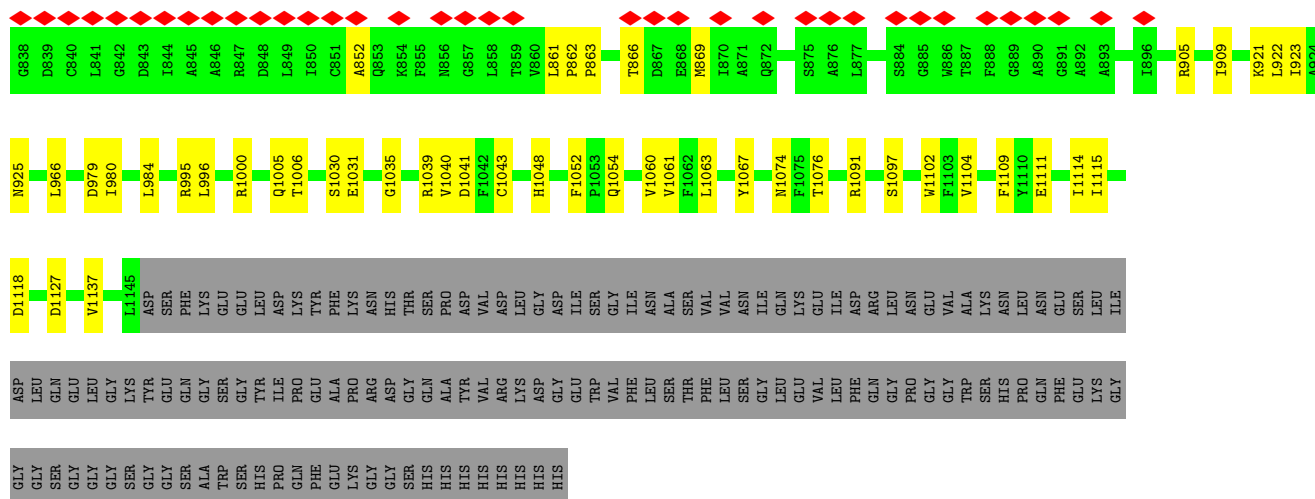 G838 D839 C840 L841 G842 D843 I844 A845 A846 R847 D848 L849 I850 C851 A852 Q853 K854 F855 N856 G857 L858 T859 V860 L861 P862 P863 T866 D867 E868 M869 I870 A871 Q872 S875 A876 L877 S884 G885 W886 T887 F888 G889 A890 G891 A892 A893 I896 R905 I909 K921 L922 I923 A924
N925 L966 D979 I980 L984 R995 L996 R1000 Q1005 T1006 S1030 E1031 G1035 R1039 V1040 D1041 F1042 C1043 H1048 F1052 P1053 Q1054 V1060 V1061 F1062 L1063 Y1067 N1074 F1075 T1076 R1091 S1097 W1102 F1103 V1104 F1109 Y1110 E1111 I1114 I1115
D1118 D1127 V1137 L1145 ASP SER PHE LYS GLU GLU LEU ASP LYS TYR PHE LYS ASN HIS THR SER PRO ASP VAL ASP LEU GLY ASP ILE SER GLY ILE ASN ALA SER VAL VAL ASN ILE GLN LYS GLU ILE ASP ARG LEU ASN GLU VAL ALA LYS ASN LEU ASN GLU SER LEU ILE
ASP LEU GLN GLU LEU GLY LYS TYR GLU GLN GLY SER GLY TYR ILE PRO GLU ALA PRO ARG ASP GLY GLN ALA TYR VAL ARG LYS ASP GLY GLU TRP VAL PHE LEU SER THR PHE LEU SER GLY LEU GLU VAL LEU PHE GLN GLY PRO GLY GLY TRP SER HIS PRO GLN PHE GLU LYS GLY
GLY GLY SER GLY GLY GLY SER GLY GLY SER ALA TRP SER HIS PRO GLN PHE GLU LYS GLY GLY SER HIS HIS HIS HIS HIS HIS HIS HIS